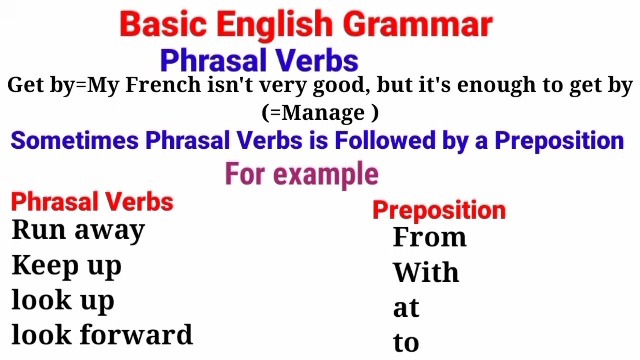 Basic English Grammar
Phrasal Verbs
Get by=My French isn't very good, but it's enough to get by
(=Manage )
Sometimes Phrasal Verbs is Followed by a Preposition
For example
Phrasal Verbs
Run away
Keep up
look up
look forward
Preposition
From
With
at
to